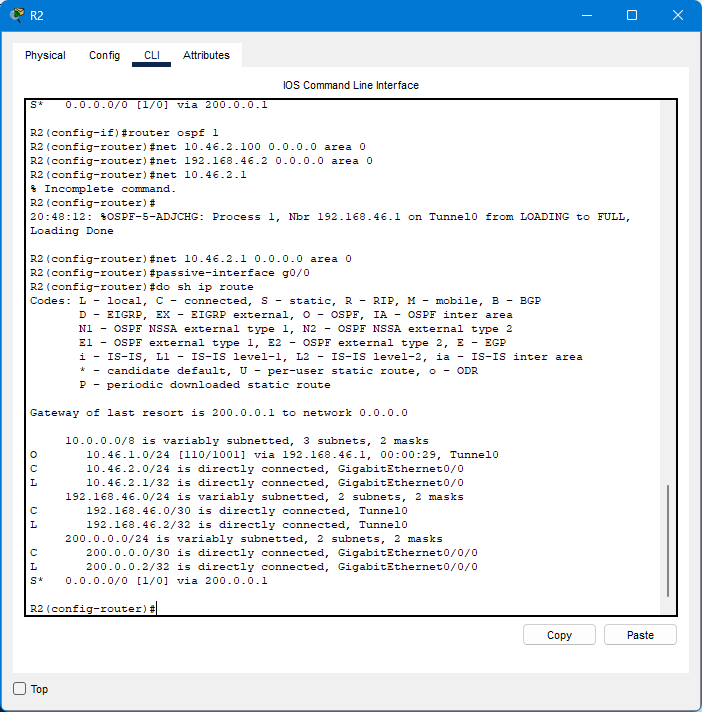 R2
Physical Config CLI Attributes
IOS Command Line Interface
S* 0.0.0.0/0 [1/0] via 200.0.0.1
R2(config-if)#router ospf 1
R2(config-router)#net 10.46.2.100 0.0.0.0 area 0
R2(config-router)#net 192.168.46.2 0.0.0.0 area 0
R2(config-router)#net 10.46.2.1
% Incomplete command.
R2(config-router)#
20:48:12: %OSPF-5-ADJCHG: Process 1, Nbr 192.168.46.1 on Tunnel0 from LOADING to FULL,
Loading Done
R2(config-router)#net 10.46.2.1 0.0.0.0 area 0
R2(config-router)#passive-interface g0/0
R2(config-router)#do sh ip route
Codes: L - local, C - connected, S - static, R - RIP, M - mobile, B - BGP
D - EIGRP, EX - EIGRP external, O - OSPF, IA - OSPF inter area
N1 - OSPF NSSA external type 1, N2 - OSPF NSSA external type 2
E1 - OSPF external type 1, E2 - OSPF external type 2, E - EGP
i - IS-IS, L1 - IS-IS level-1, L2 - IS-IS level-2, ia - IS-IS inter area
* - candidate default, U - per-user static route, o - ODR
P - periodic downloaded static route
Gateway of last resort is 200.0.0.1 to network 0.0.0.0
10.0.0.0/8 is variably subnetted, 3 subnets, 2 masks
O 10.46.1.0/24 [110/1001] via 192.168.46.1, 00:00:29, Tunnel0
C 10.46.2.0/24 is directly connected, GigabitEthernet0/0
L 10.46.2.1/32 is directly connected, GigabitEthernet0/0
192.168.46.0/24 is variably subnetted, 2 subnets, 2 masks
C 192.168.46.0/30 is directly connected, Tunnel0
L 192.168.46.2/32 is directly connected, Tunnel0
200.0.0.0/24 is variably subnetted, 2 subnets, 2 masks
C 200.0.0.0/30 is directly connected, GigabitEthernet0/0/0
L 200.0.0.2/32 is directly connected, GigabitEthernet0/0/0
S* 0.0.0.0/0 [1/0] via 200.0.0.1
R2(config-router)#
Copy Paste
Top